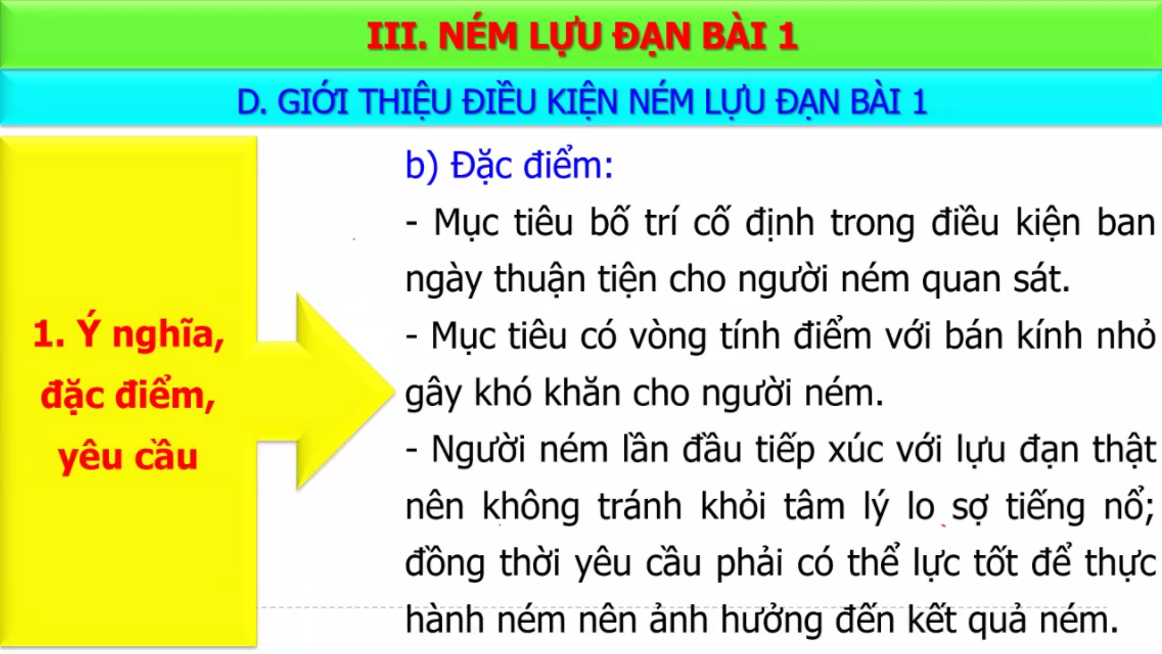 III. NÉM LỰU ĐẠN BÀI 1
D. GIỚI THIỆU ĐIỀU KIỆN NÉM LỰU ĐẠN BÀI 1
1. Ý nghĩa,
đặc điểm,
yêu cầu
b) Đặc điểm:
- Mục tiêu bố trí cố định trong điều kiện ban
ngày thuận tiện cho người ném quan sát.
- Mục tiêu có vòng tính điểm với bán kính nhỏ
gây khó khăn cho người ném.
- Người ném lần đầu tiếp xúc với lựu đạn thật
nên không tránh khỏi tâm lý lo sợ tiếng nổ;
đồng thời yêu cầu phải có thể lực tốt để thực
hành ném nên ảnh hưởng đến kết quả ném.